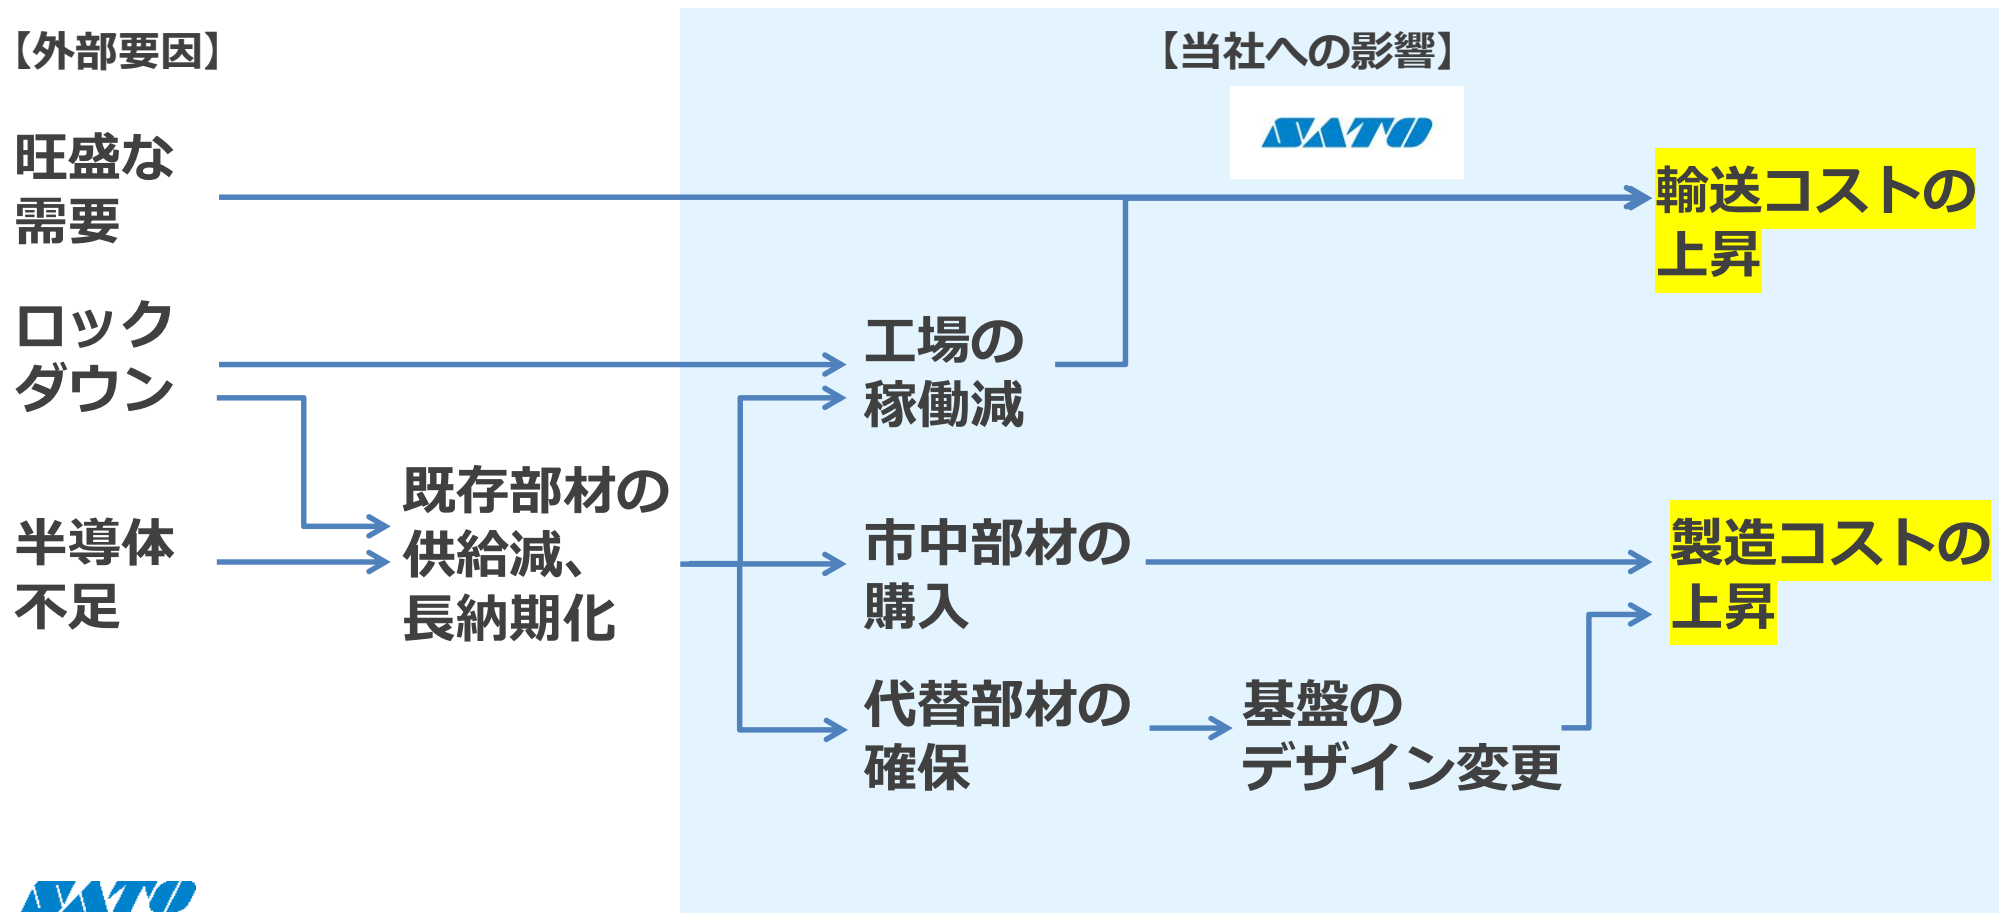 【外部要因】
【当社への影響】
SATO
旺盛な
需要
輸送コストの
上昇
ロック
ダウン
工場の
稼働減
既存部材の
供給減、
長納期化
半導体
不足
市中部材の
購入
製造コストの
上昇
代替部材の
確保
基盤の
デザイン変更
SATO